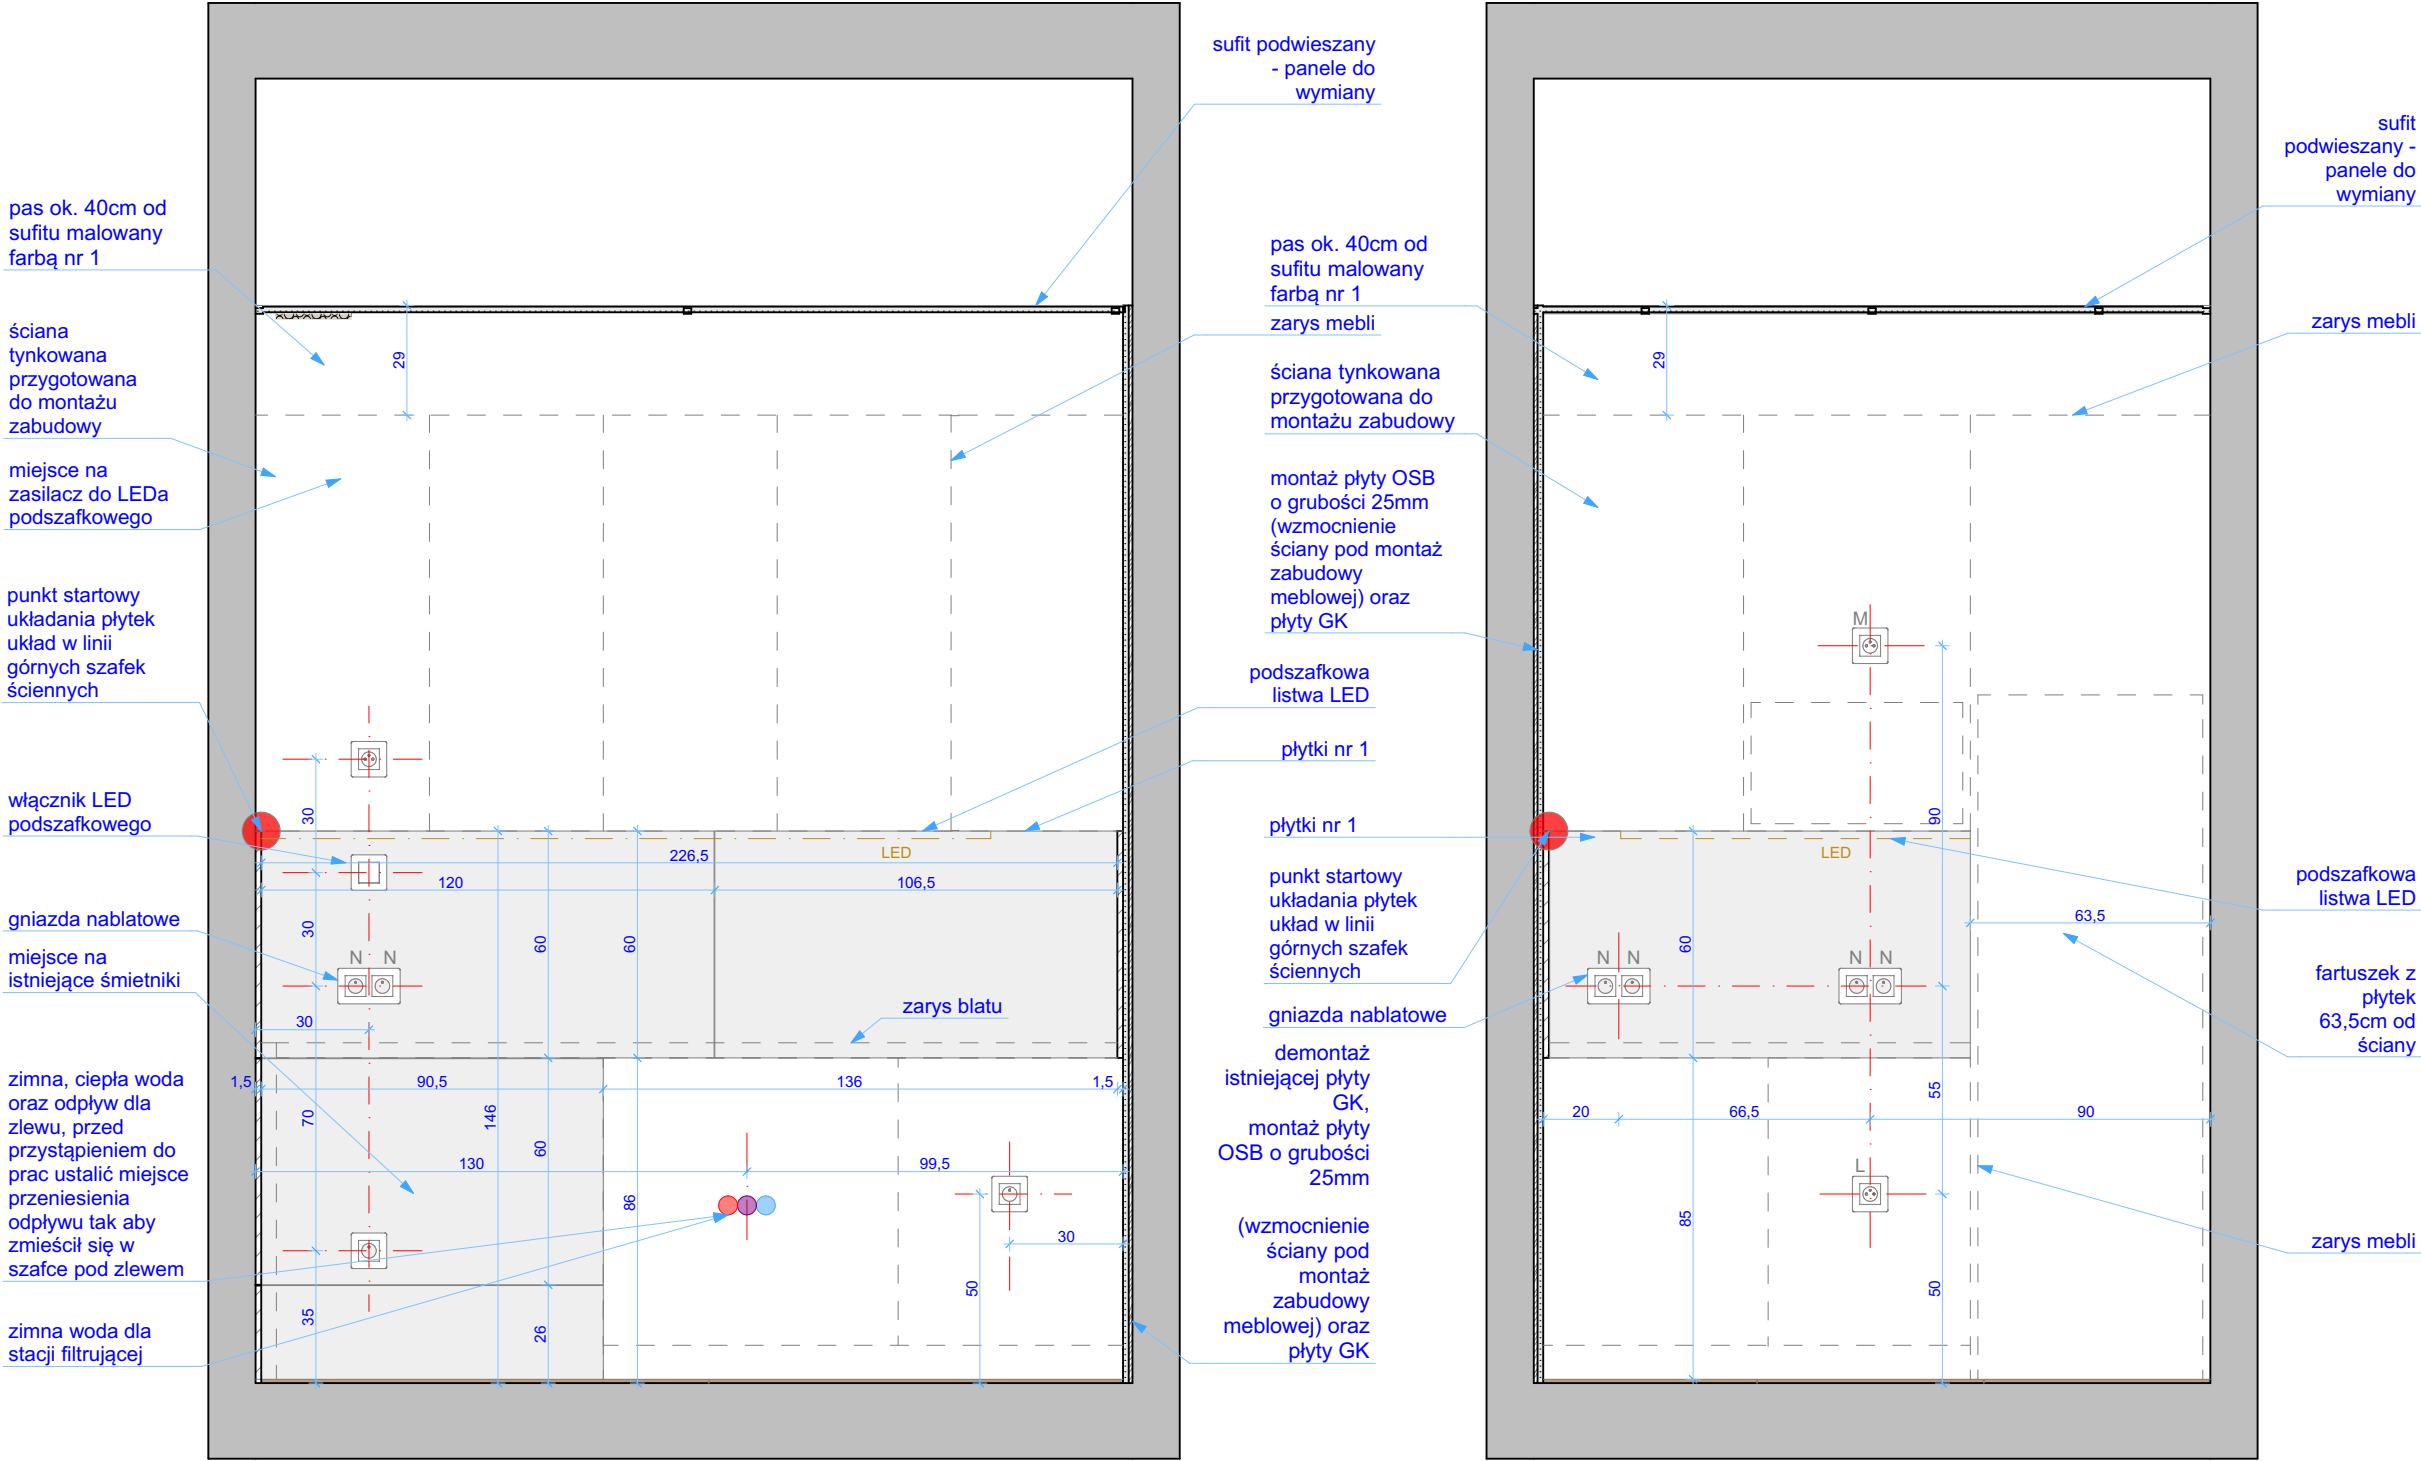 pas ok. 40cm od
sufitu malowany
farbą nr 1
ściana
tynkowana
przygotowana
do montażu
zabudowy
miejsce na
zasilacz do LEDa
podszafkowego
punkt startowy
układania płytek
układ w linii
górnych szafek
ściennych
włącznik LED
podszafkowego
gniazda nablatowe
miejsce na
istniejące śmietniki
zimna, ciepła woda
oraz odpływ dla
zlewu, przed
przystąpieniem do
prac ustalić miejsce
przeniesienia
odpływu tak aby
zmieścił się w
szafce pod zlewem
zimna woda dla
stacji filtrującej
29
30
226,5
LED
120
106,5
30
60
60
N N
30
zarys blatu
1,5
90,5
136
1,5
70
146
60
130
99,5
86
30
50
35
26
sufit podwieszany
- panele do
wymiany
pas ok. 40cm od
sufitu malowany
farbą nr 1
zarys mebli
ściana tynkowana
przygotowana do
montażu zabudowy
montaż płyty OSB
o grubości 25mm
(wzmocnienie
ściany pod montaż
zabudowy
meblowej) oraz
płyty GK
podszafkowa
listwa LED
płytki nr 1
płytki nr 1
punkt startowy
układania płytek
układ w linii
górnych szafek
ściennych
gniazda nablatowe
demontaż
istniejącej płyty
GK,
montaż płyty
OSB o grubości
25mm
(wzmocnienie
ściany pod
montaż
zabudowy
meblowej) oraz
płyty GK
29
M
90
LED
63,5
60
N N
N N
55
20
66,5
90
L
85
50
sufit
podwieszany -
panele do
wymiany
zarys mebli
podszafkowa
listwa LED
fartuszek z
płytek
63,5cm od
ściany
zarys mebli